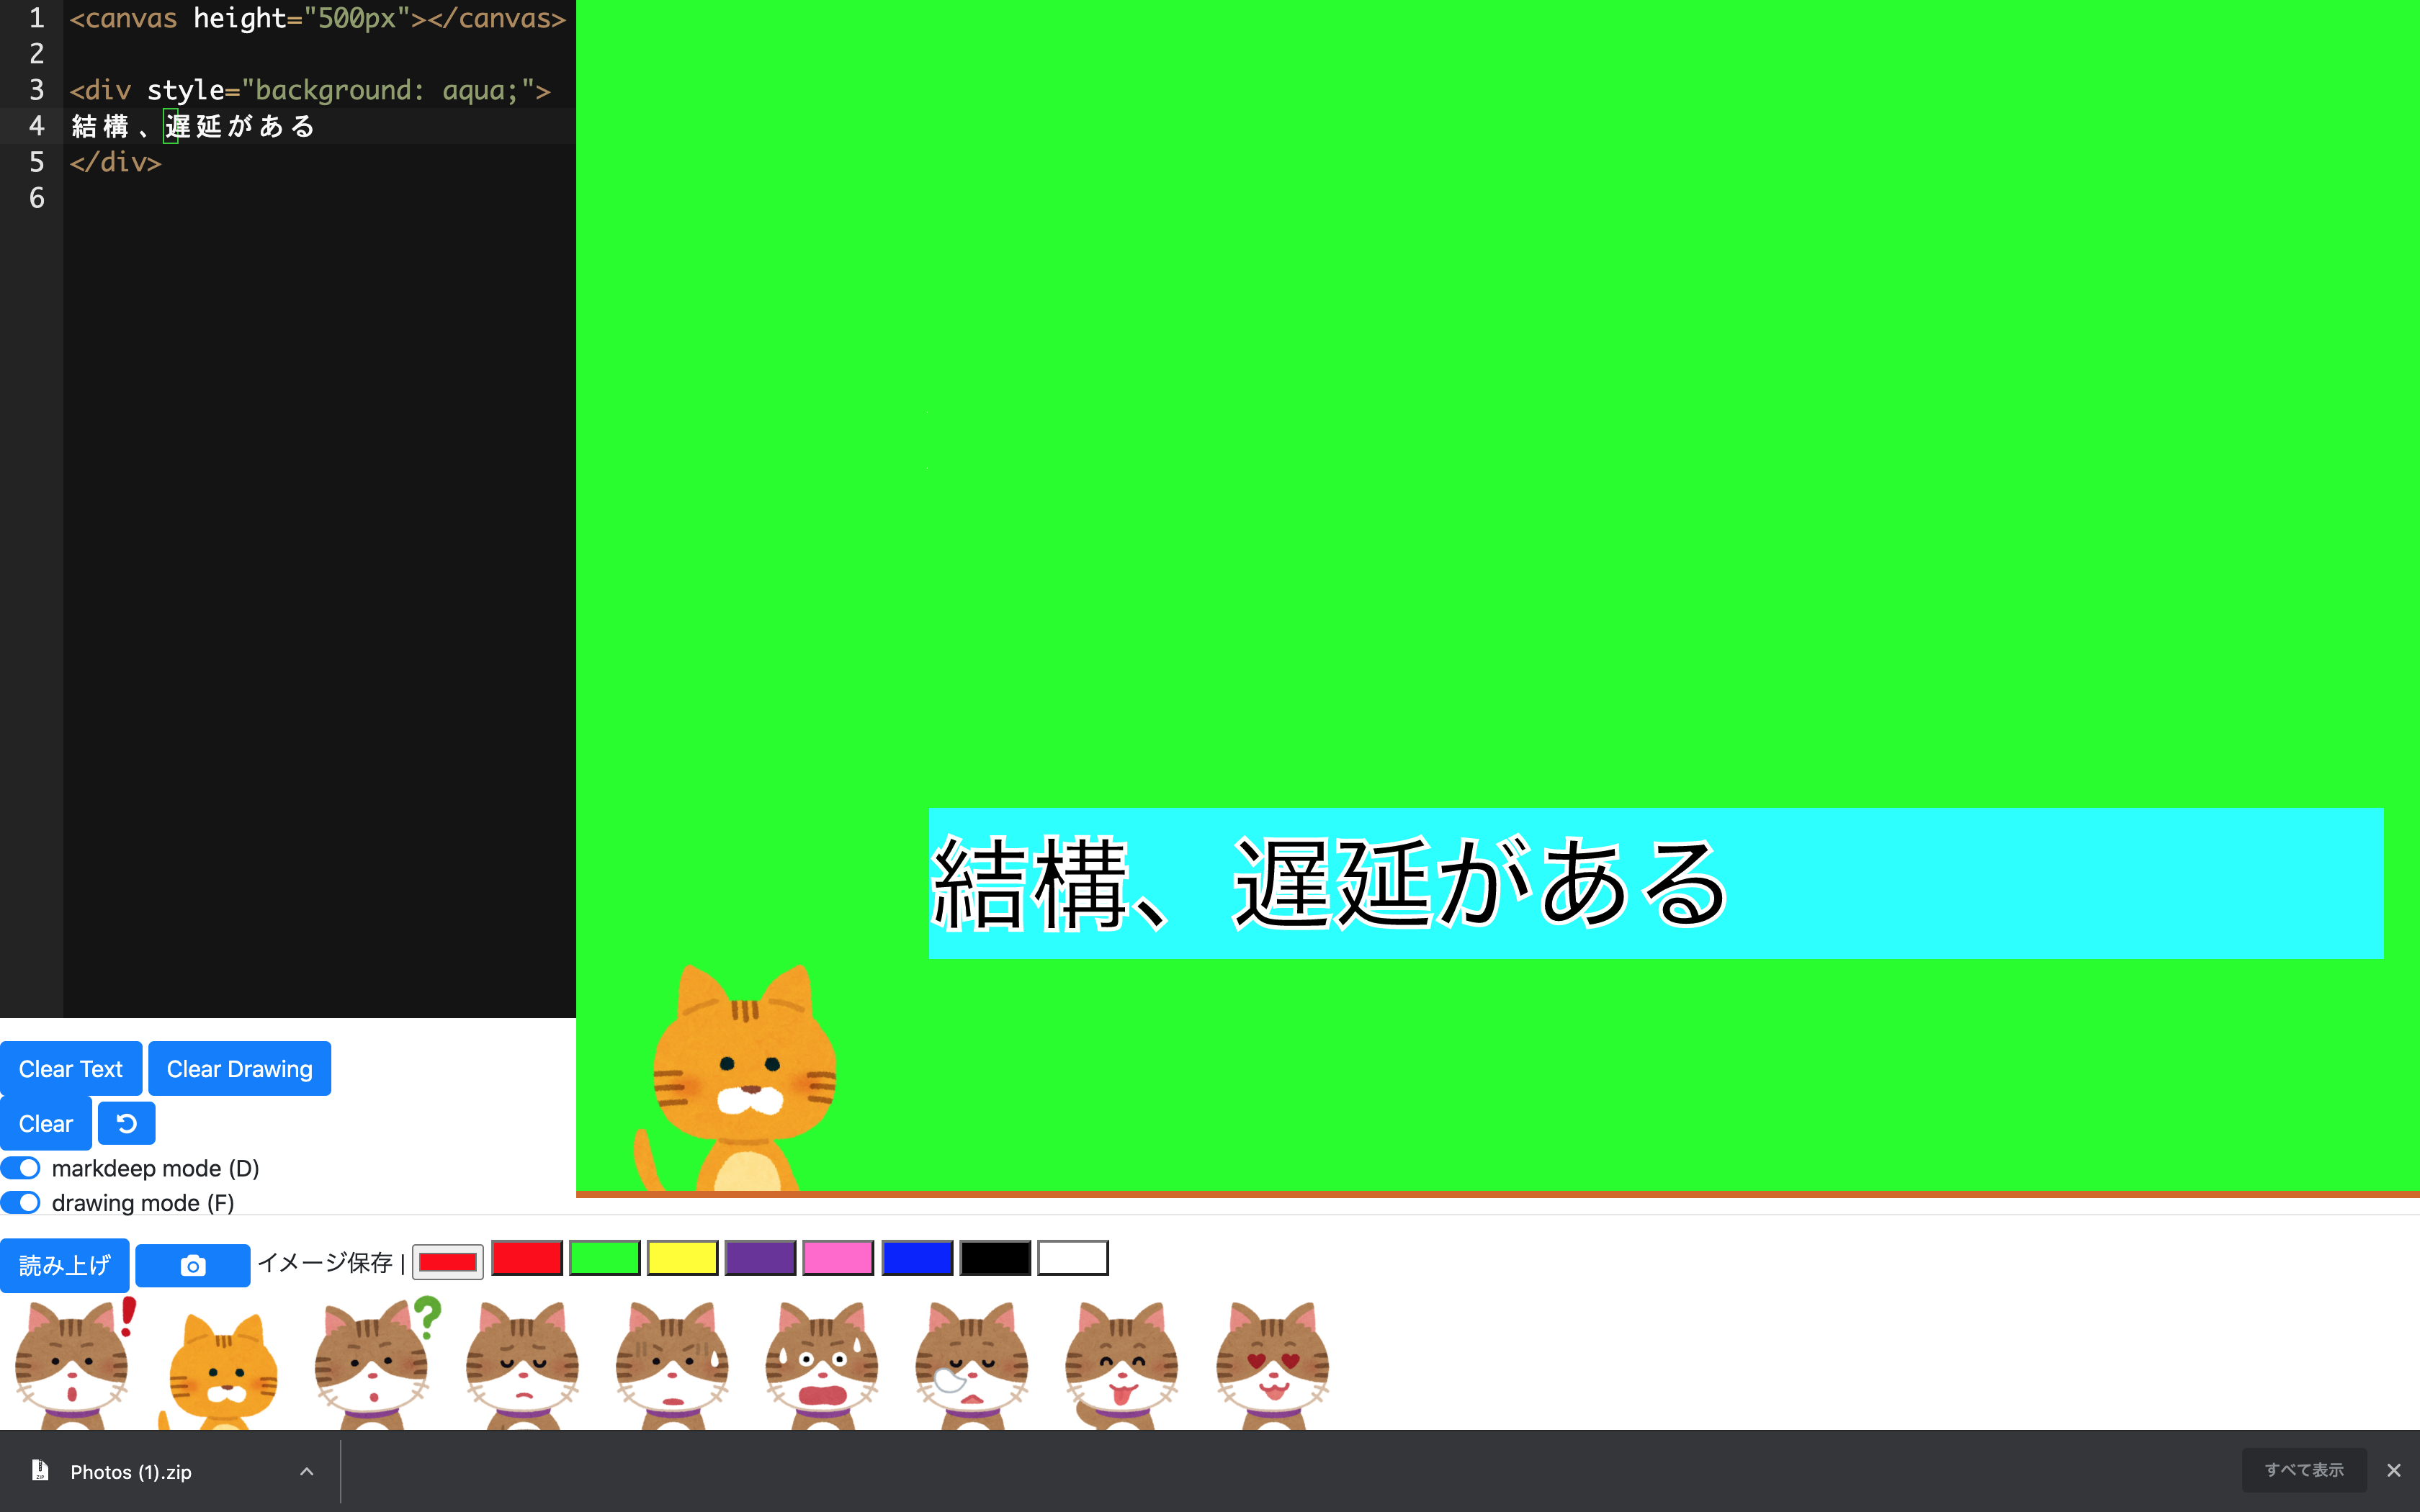 1 <canvas height="500px"></canvas>
2
3 <div style="background: aqua;">
4 結構、遅延がある
5 </div>
6
結構、遅延がある
Clear Text Clear Drawing
Clear
markdeep mode (D)
drawing mode (F)
読み上げ イメージ保存 |
! ?
Photos (1).zip すべて表示